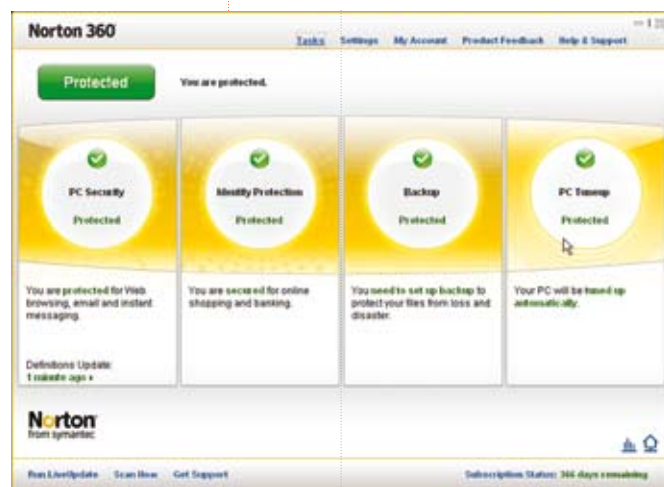 Norton 360
Tasks Settings My Account Product Feedback Help & Support
Protected You are protected.
PC Security
Protected
Identity Protection
Protected
Backup
Protected
PC Tuneup
Protected
You are protected for Web
browsing, email and instant
messaging.
Definitions Update:
1 minute ago
You are secured for online
shopping and banking.
You need to set up backup to
protect your files from loss and
disaster.
Your PC will be tuned up
automatically.
Norton
from symantec
Run LiveUpdate Scan Now Get Support
Subscription Status: 366 days remaining